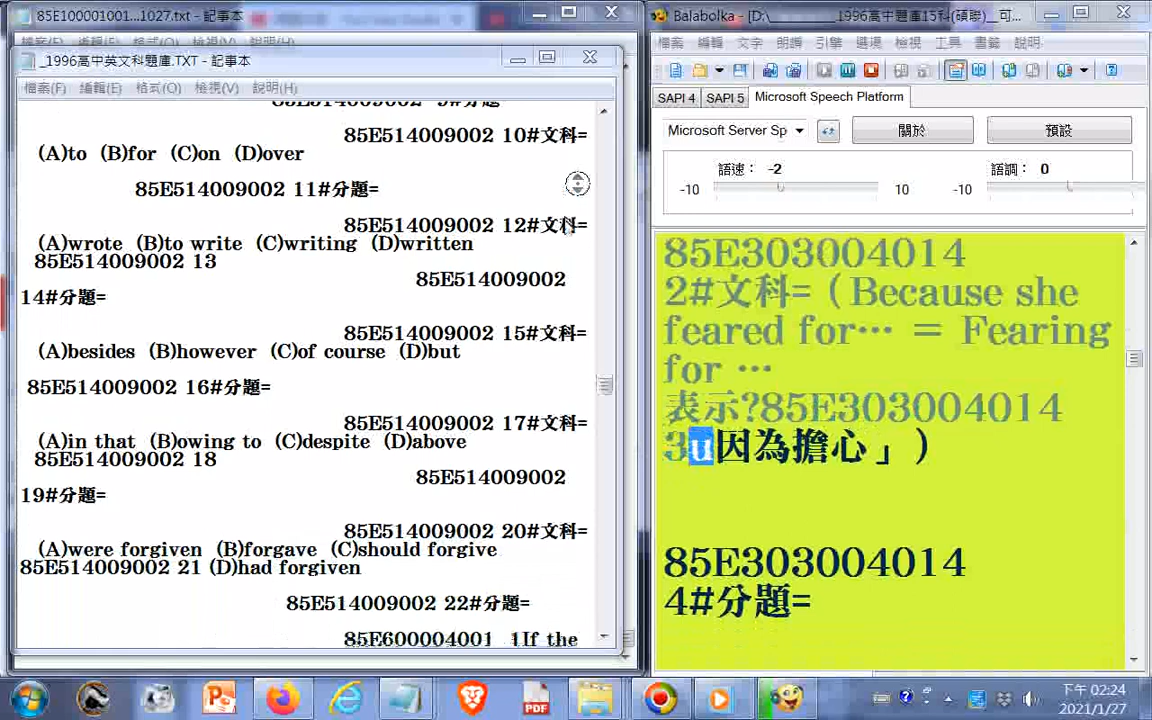 85E100001001...1027.txt - 記事本
_1996高中英文科題庫.TXT - 記事本
檔案(F) 編輯(E) 格式(O) 檢視(V) 說明(H)
85E514009002 10#文科=
(A)to (B)for (C)on (D)over
85E514009002 11#分題=
85E514009002 12#文科=
(A)wrote (B)to write (C)writing (D)written
85E514009002 13
85E514009002
14#分題=
85E514009002 15#文科=
(A)besides (B)however (C)of course (D)but
85E514009002 16#分題=
85E514009002 17#文科=
(A)in that (B)owing to (C)despite (D)above
85E514009002 18
85E514009002
19#分題=
85E514009002 20#文科=
(A)were forgiven (B)forgave (C)should forgive
85E514009002 21 (D)had forgiven
85E514009002 22#分題=
85E600004001 1If the
Balabolka - [D:\ _1996高中題庫15科(碩聯)__可...
檔案 編輯 文字 朗讀 引擎 選項 檢視 工具 書籤 說明
SAPI 4 SAPI 5 Microsoft Speech Platform
Microsoft Server Sp 關於 預設
語速： -2 語調： 0
-10 10 -10
85E303004014
2#文科=（Because she
feared for… ＝ Fearing
for …
表示?85E303004014
3u因為擔心」）
85E303004014
4#分題=
下午 02:24
2021/1/27